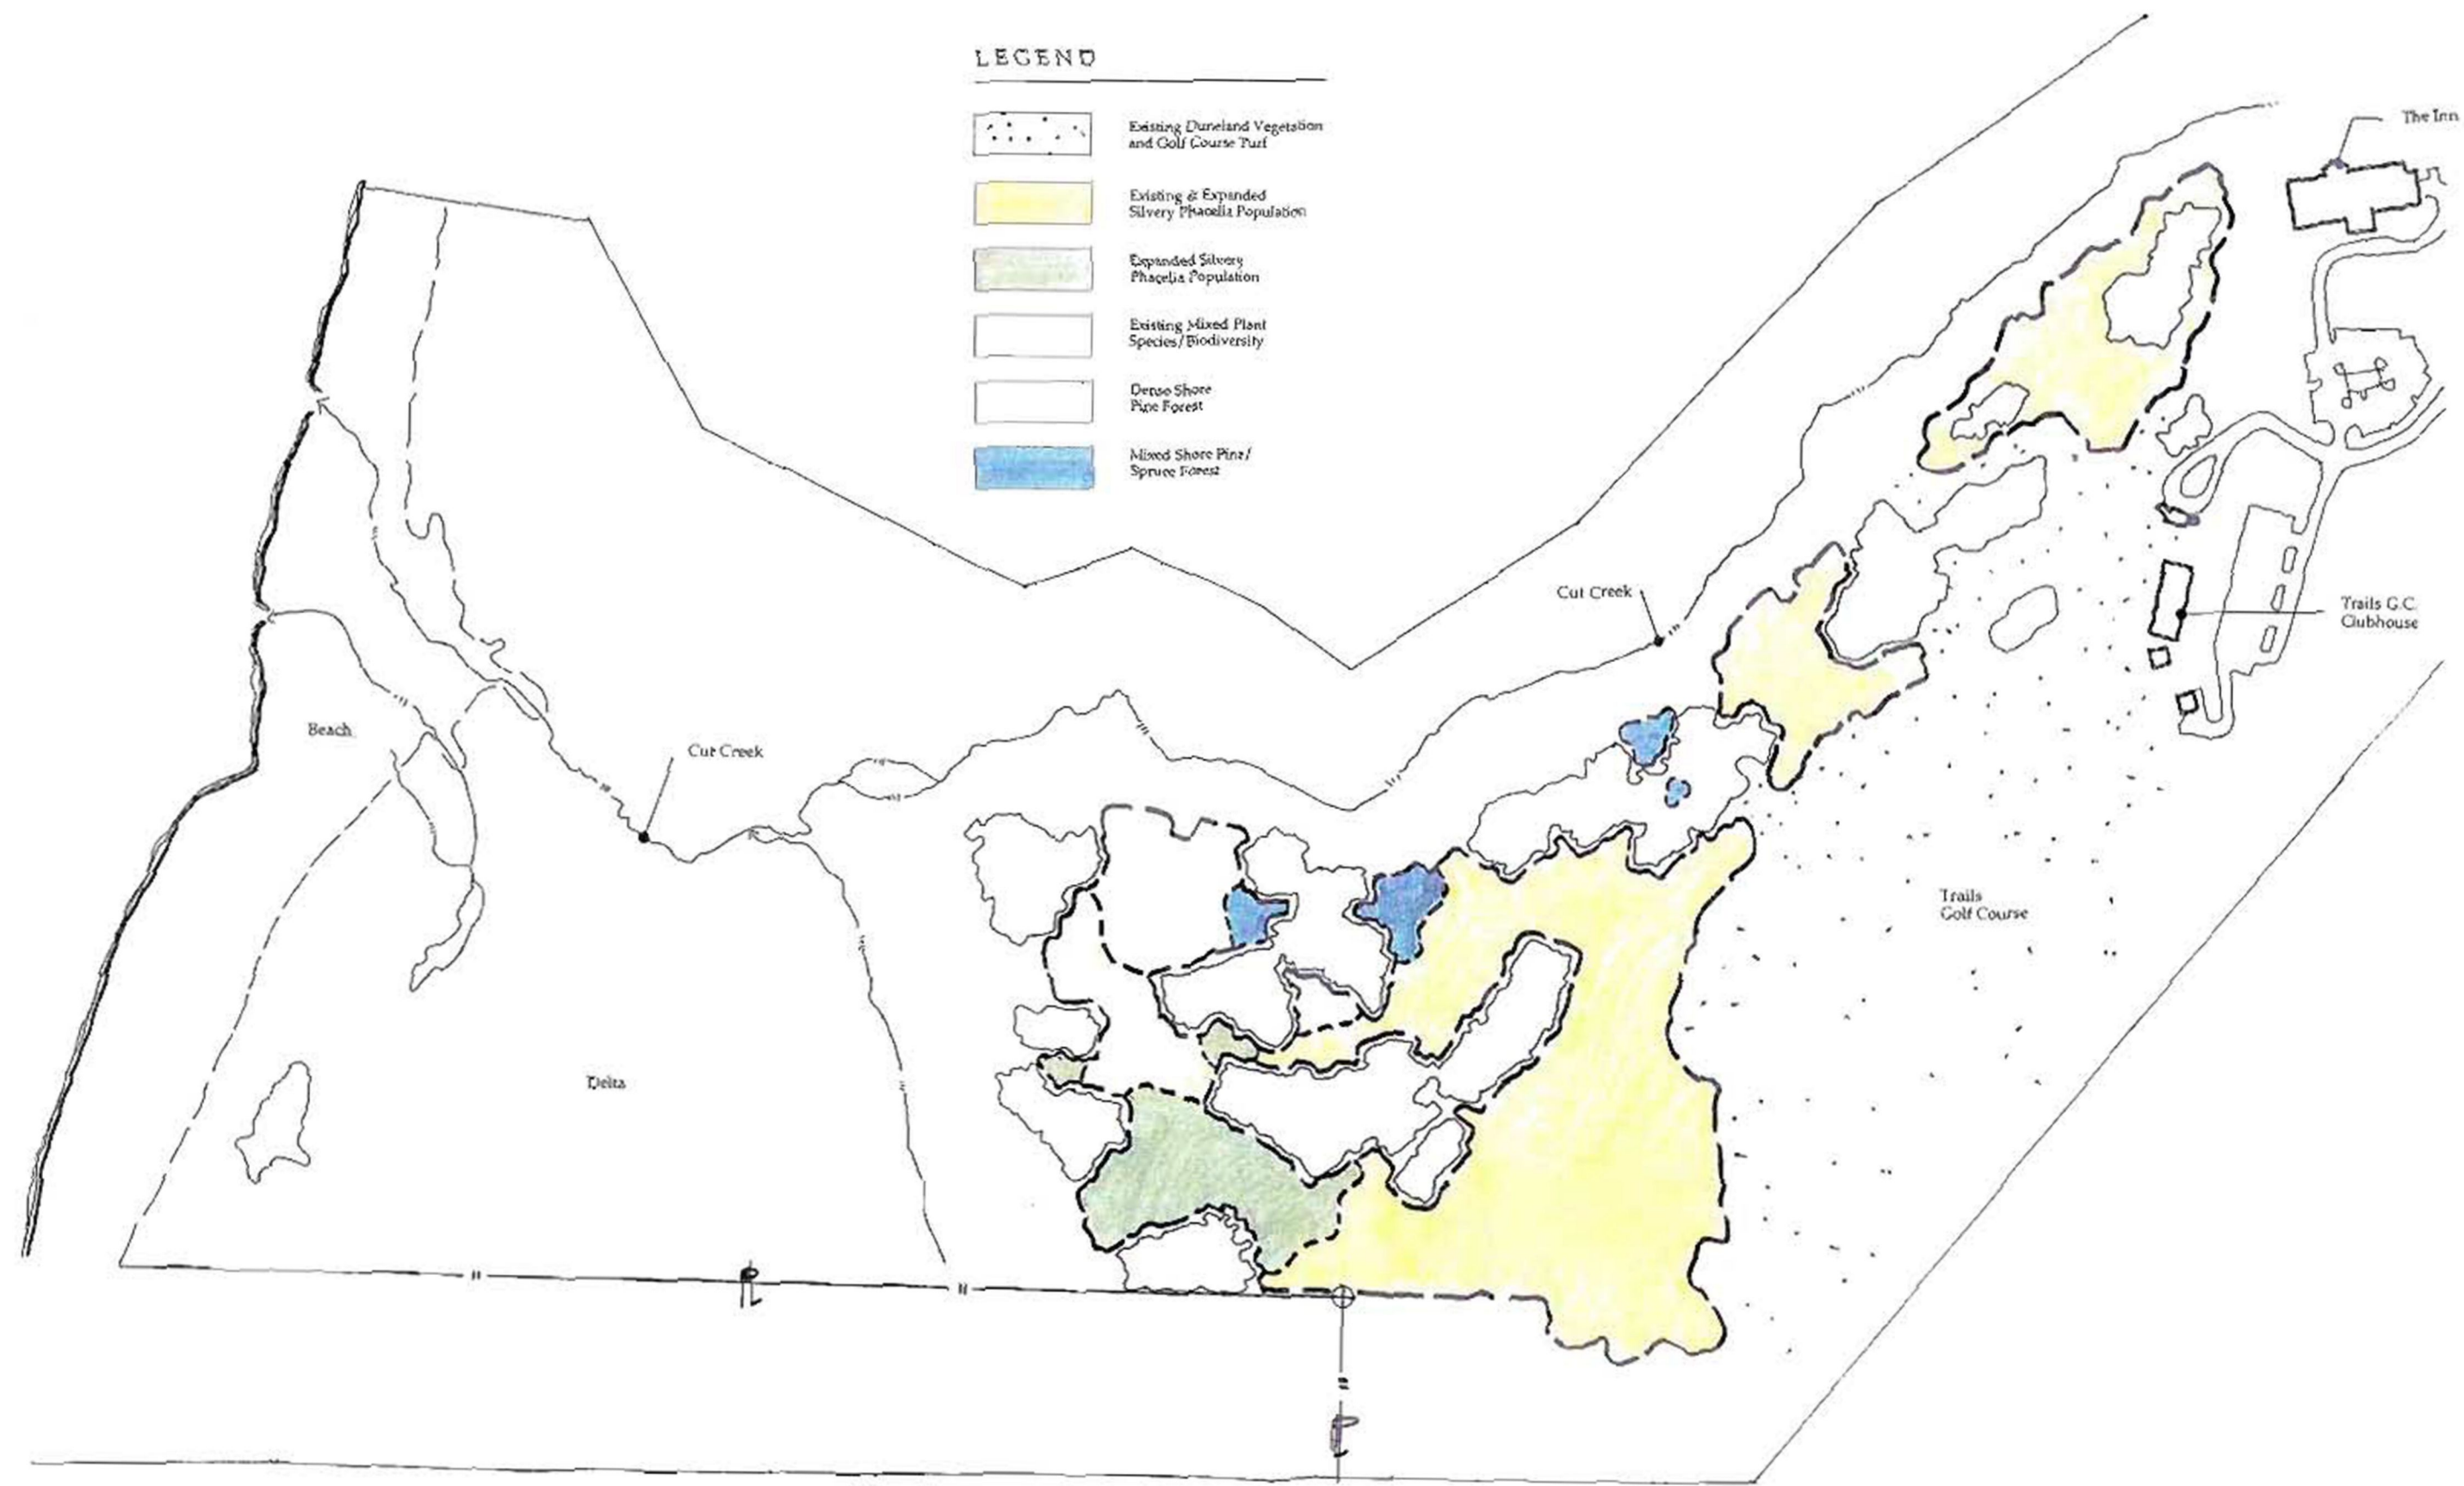 LEGEND
Existing Duneland Vegetation
and Golf Course Turf
Existing & Expanded
Silvery Phacelia Population
Expanded Silvery
Phacelia Population
Existing Mixed Plant
Species/Biodiversity
Dense Shore
Pine Forest
Mixed Shore Pine/
Spruce Forest
The Inn
Cut Creek
Trails G.C.
Clubhouse
Beach
Cut Creek
Trails
Golf Course
Delta
PL
PL